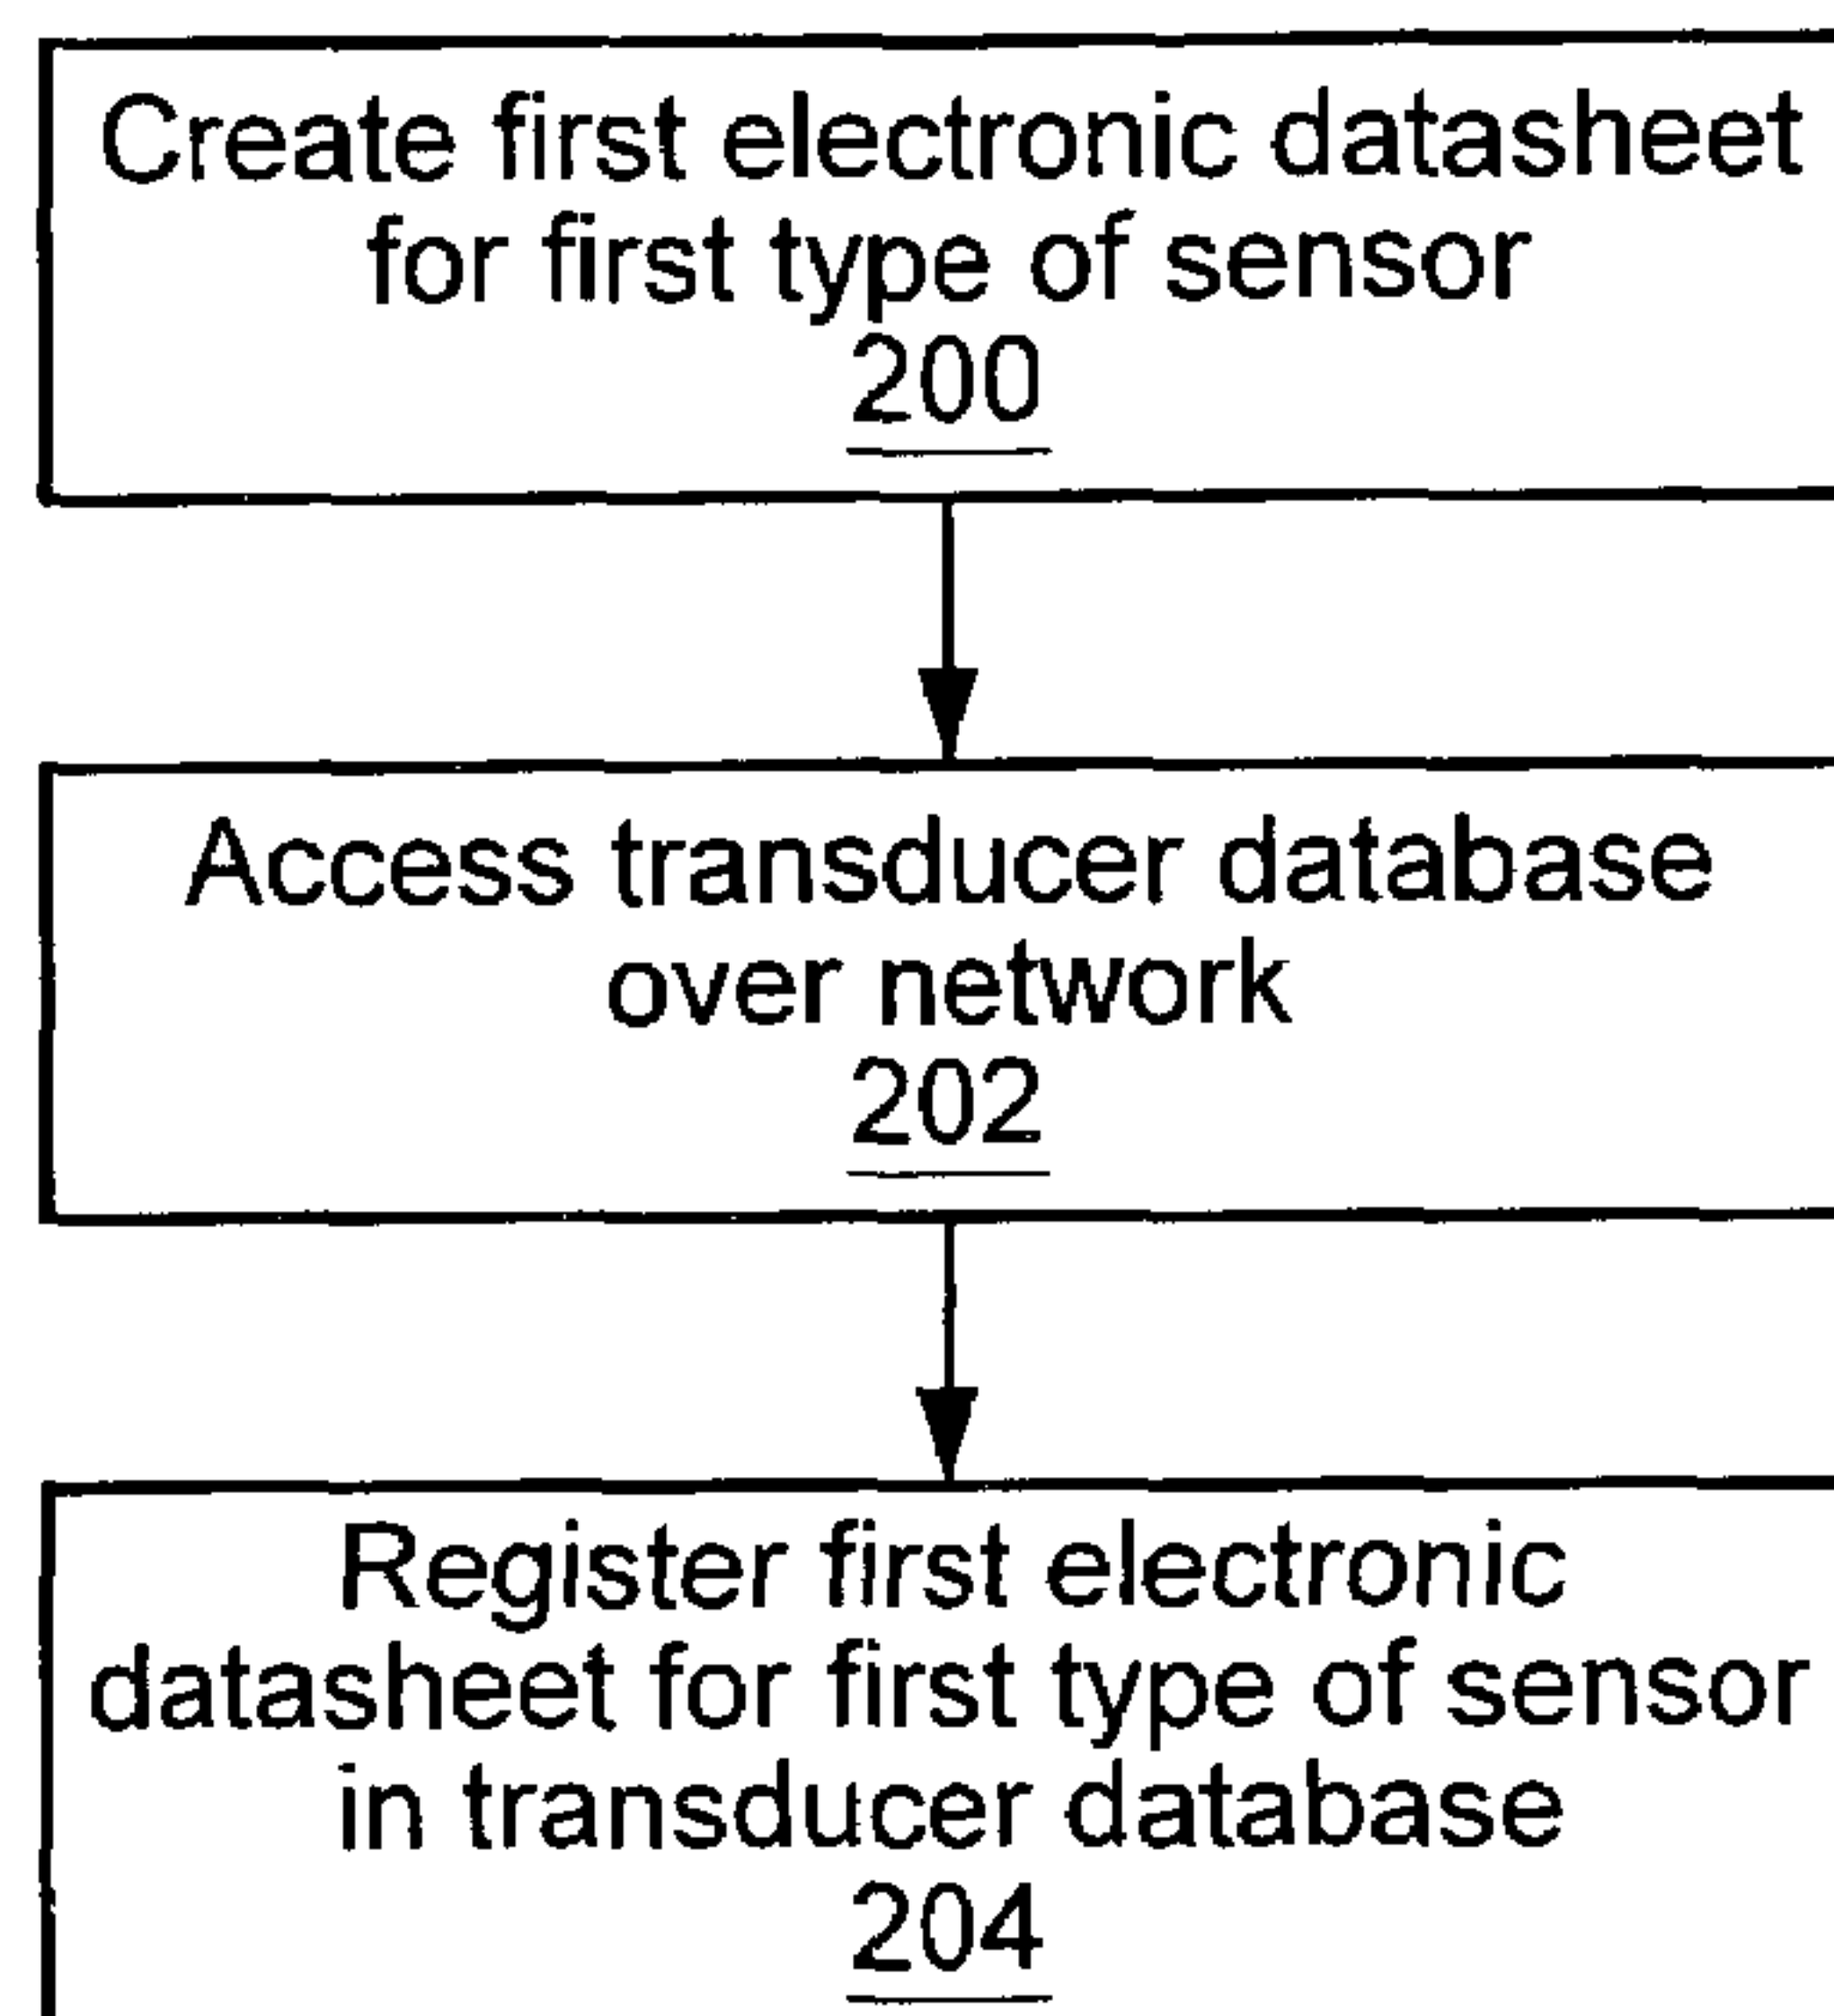 Create first electronic datasheet
for first type of sensor
200
Access transducer database
over network
202
Register first electronic
datasheet for first type of sensor
in transducer database
204